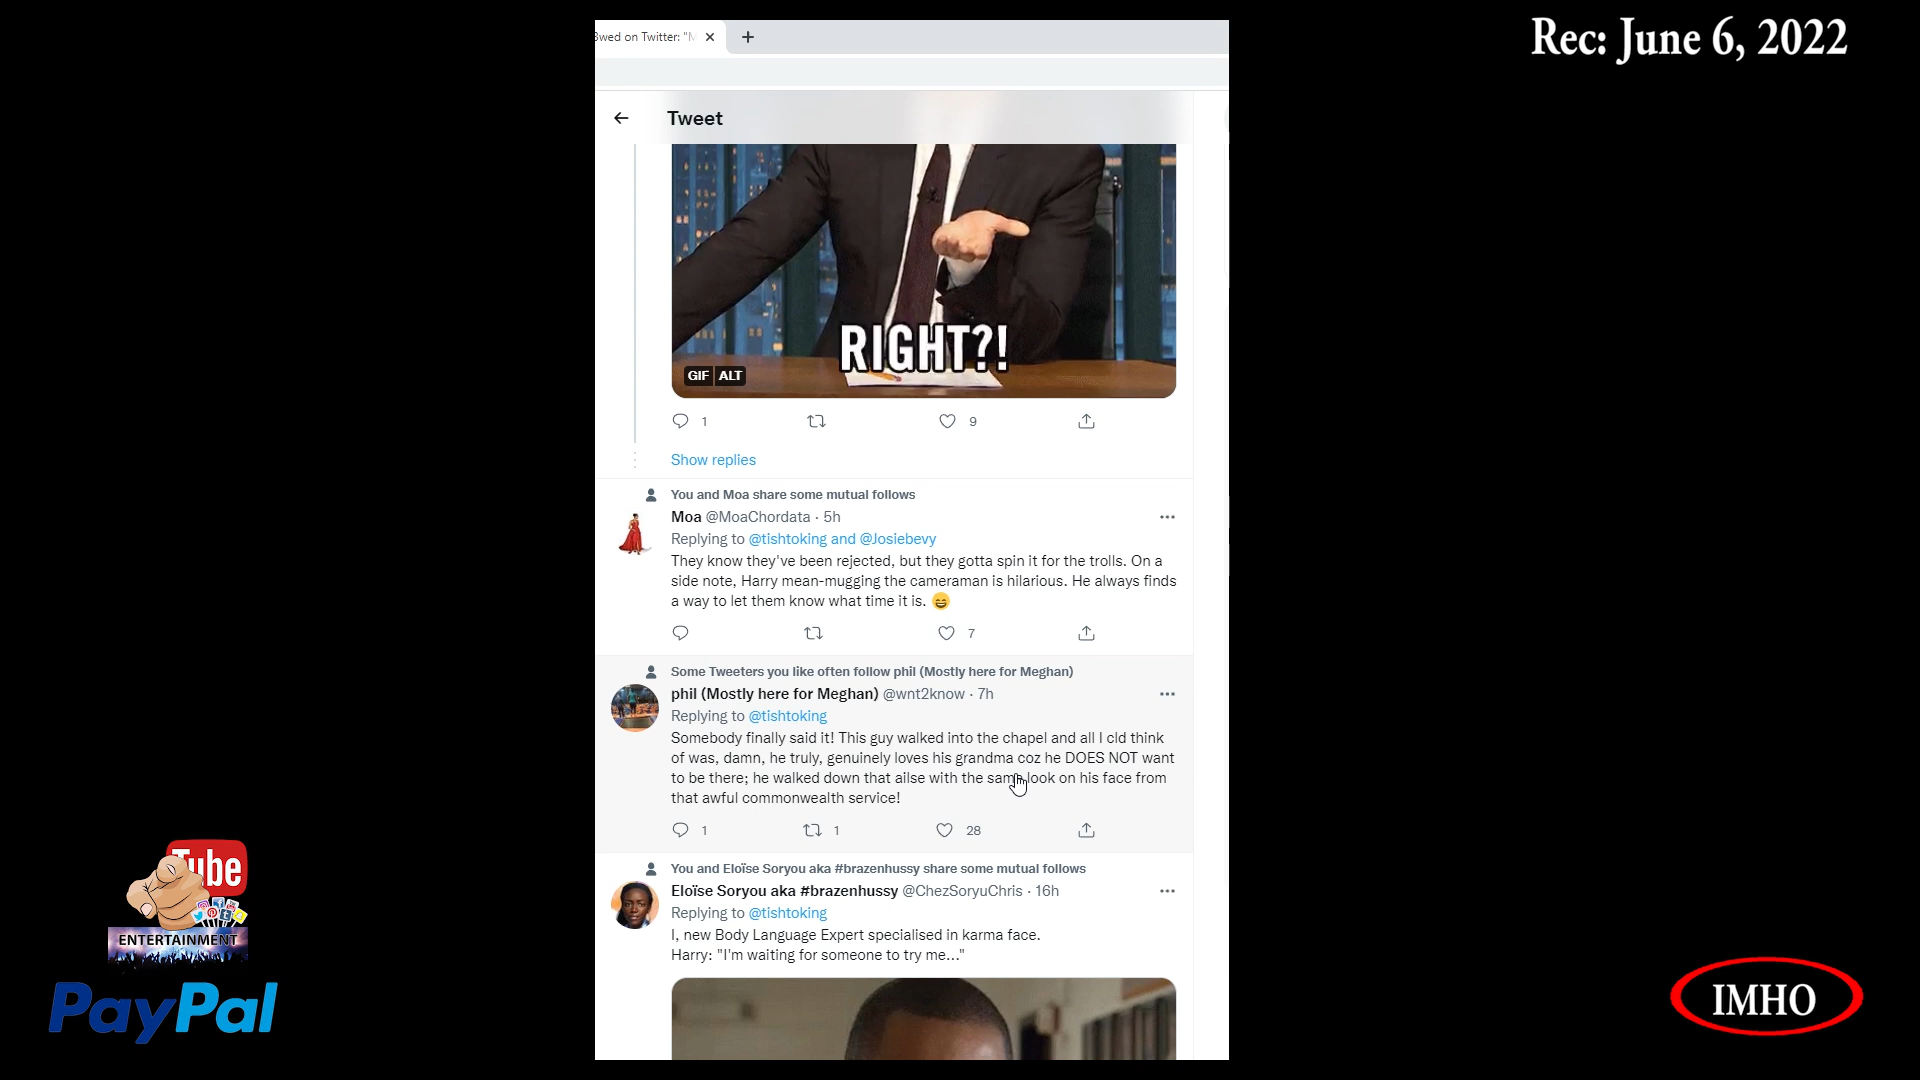 3wed on Twitter: "M
Rec: June 6, 2022
Tweet
RIGHT?!
GIF ALT
1 9
Show replies
You and Moa share some mutual follows
Moa @MoaChordata · 5h
Replying to @tishtoking and @Josiebevy
They know they've been rejected, but they gotta spin it for the trolls. On a
side note, Harry mean-mugging the cameraman is hilarious. He always finds
a way to let them know what time it is. 😄
7
Some Tweeters you like often follow phil (Mostly here for Meghan)
phil (Mostly here for Meghan) @wnt2know · 7h
Replying to @tishtoking
Somebody finally said it! This guy walked into the chapel and all I cld think
of was, damn, he truly, genuinely loves his grandma coz he DOES NOT want
to be there; he walked down that ailse with the same look on his face from
that awful commonwealth service!
1 1 28
You and Eloïse Soryou aka #brazenhussy share some mutual follows
Eloïse Soryou aka #brazenhussy @ChezSoryuChris · 16h
Replying to @tishtoking
I, new Body Language Expert specialised in karma face.
Harry: "I'm waiting for someone to try me..."
Tube
ENTERTAINMENT
PayPal
IMHO